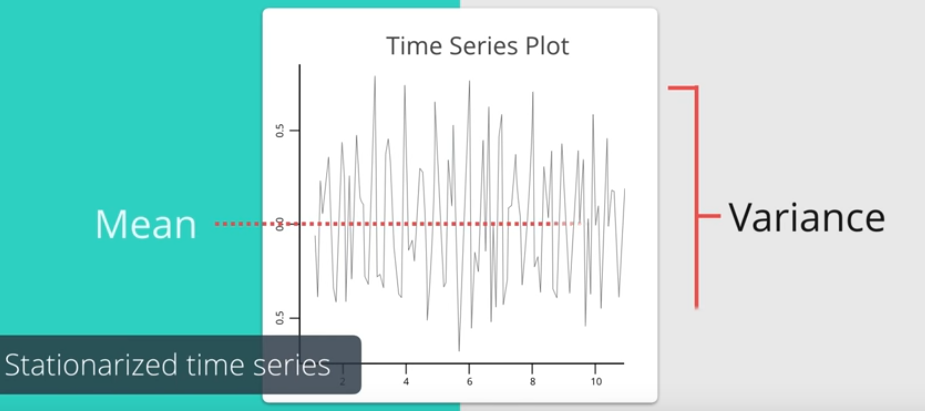 Time Series Plot
0.5
0.0
0.5
Mean
Variance
Stationarized time series
2
4
6
8
10